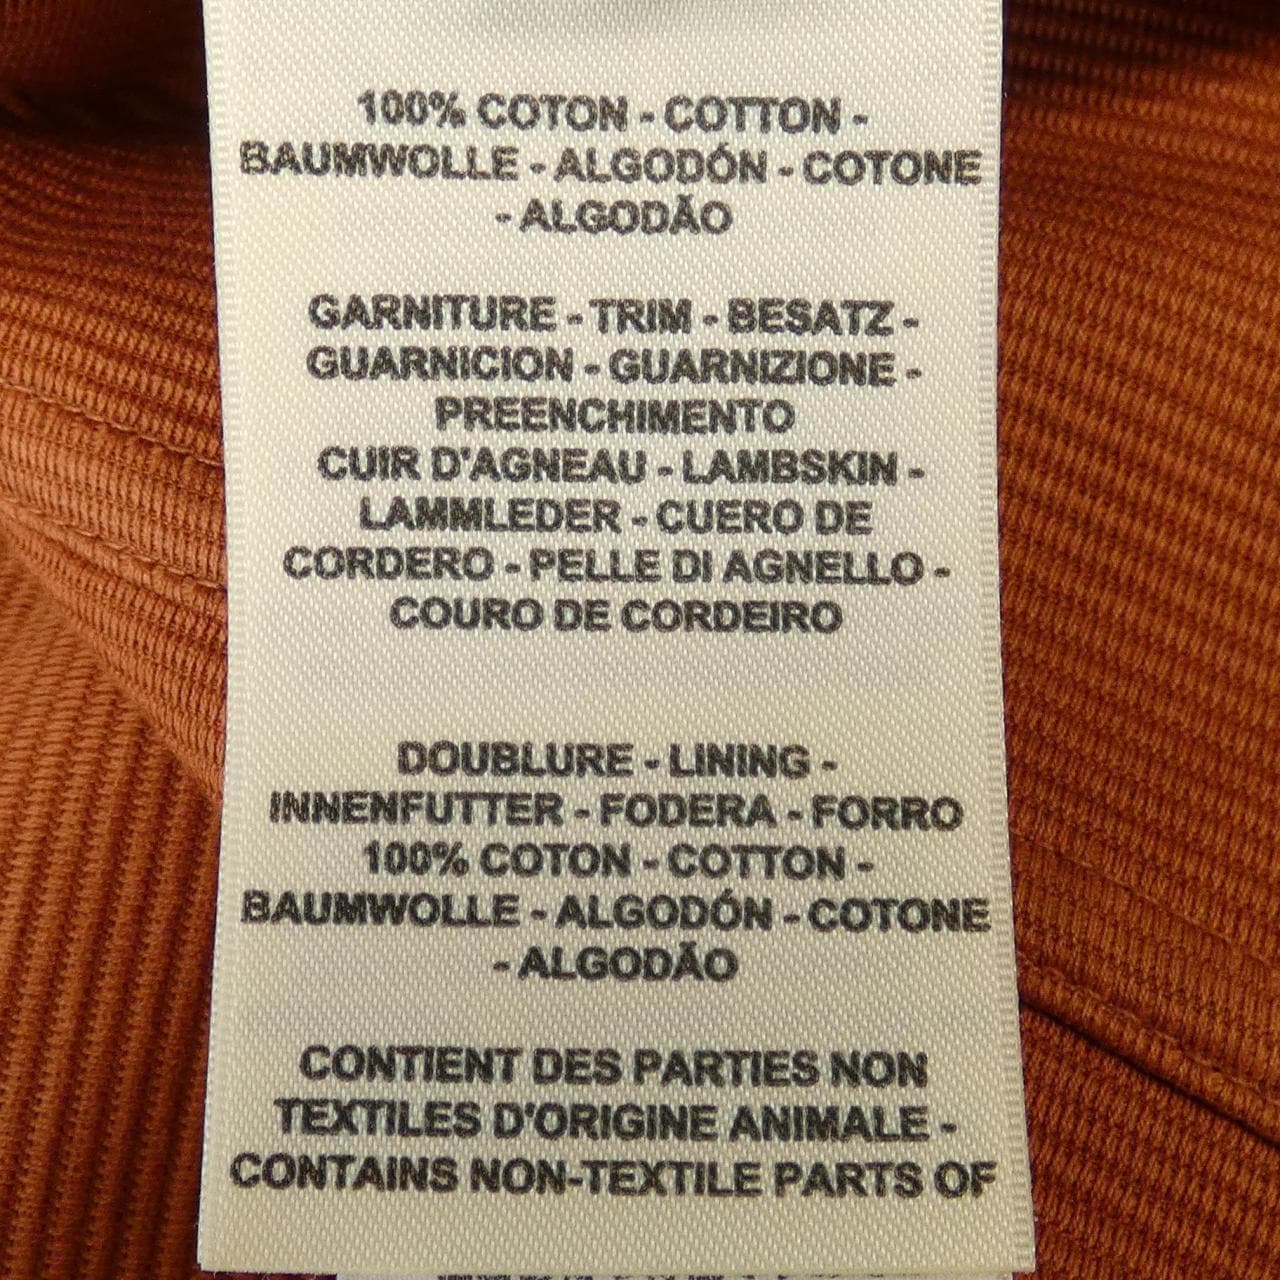 100% COTON - COTTON -
BAUMWOLLE - ALGODÓN - COTONE
- ALGODÃO
GARNITURE - TRIM - BESATZ -
GUARNICION - GUARNIZIONE -
PREENCHIMENTO
CUIR D'AGNEAU - LAMBSKIN -
LAMMLEDER - CUERO DE
CORDERO - PELLE DI AGNELLO -
COURO DE CORDEIRO
DOUBLURE - LINING -
INNENFUTTER - FODERA - FORRO
100% COTON - COTTON -
BAUMWOLLE - ALGODÓN - COTONE
- ALGODÃO
CONTIENT DES PARTIES NON
TEXTILES D'ORIGINE ANIMALE -
CONTAINS NON-TEXTILE PARTS OF